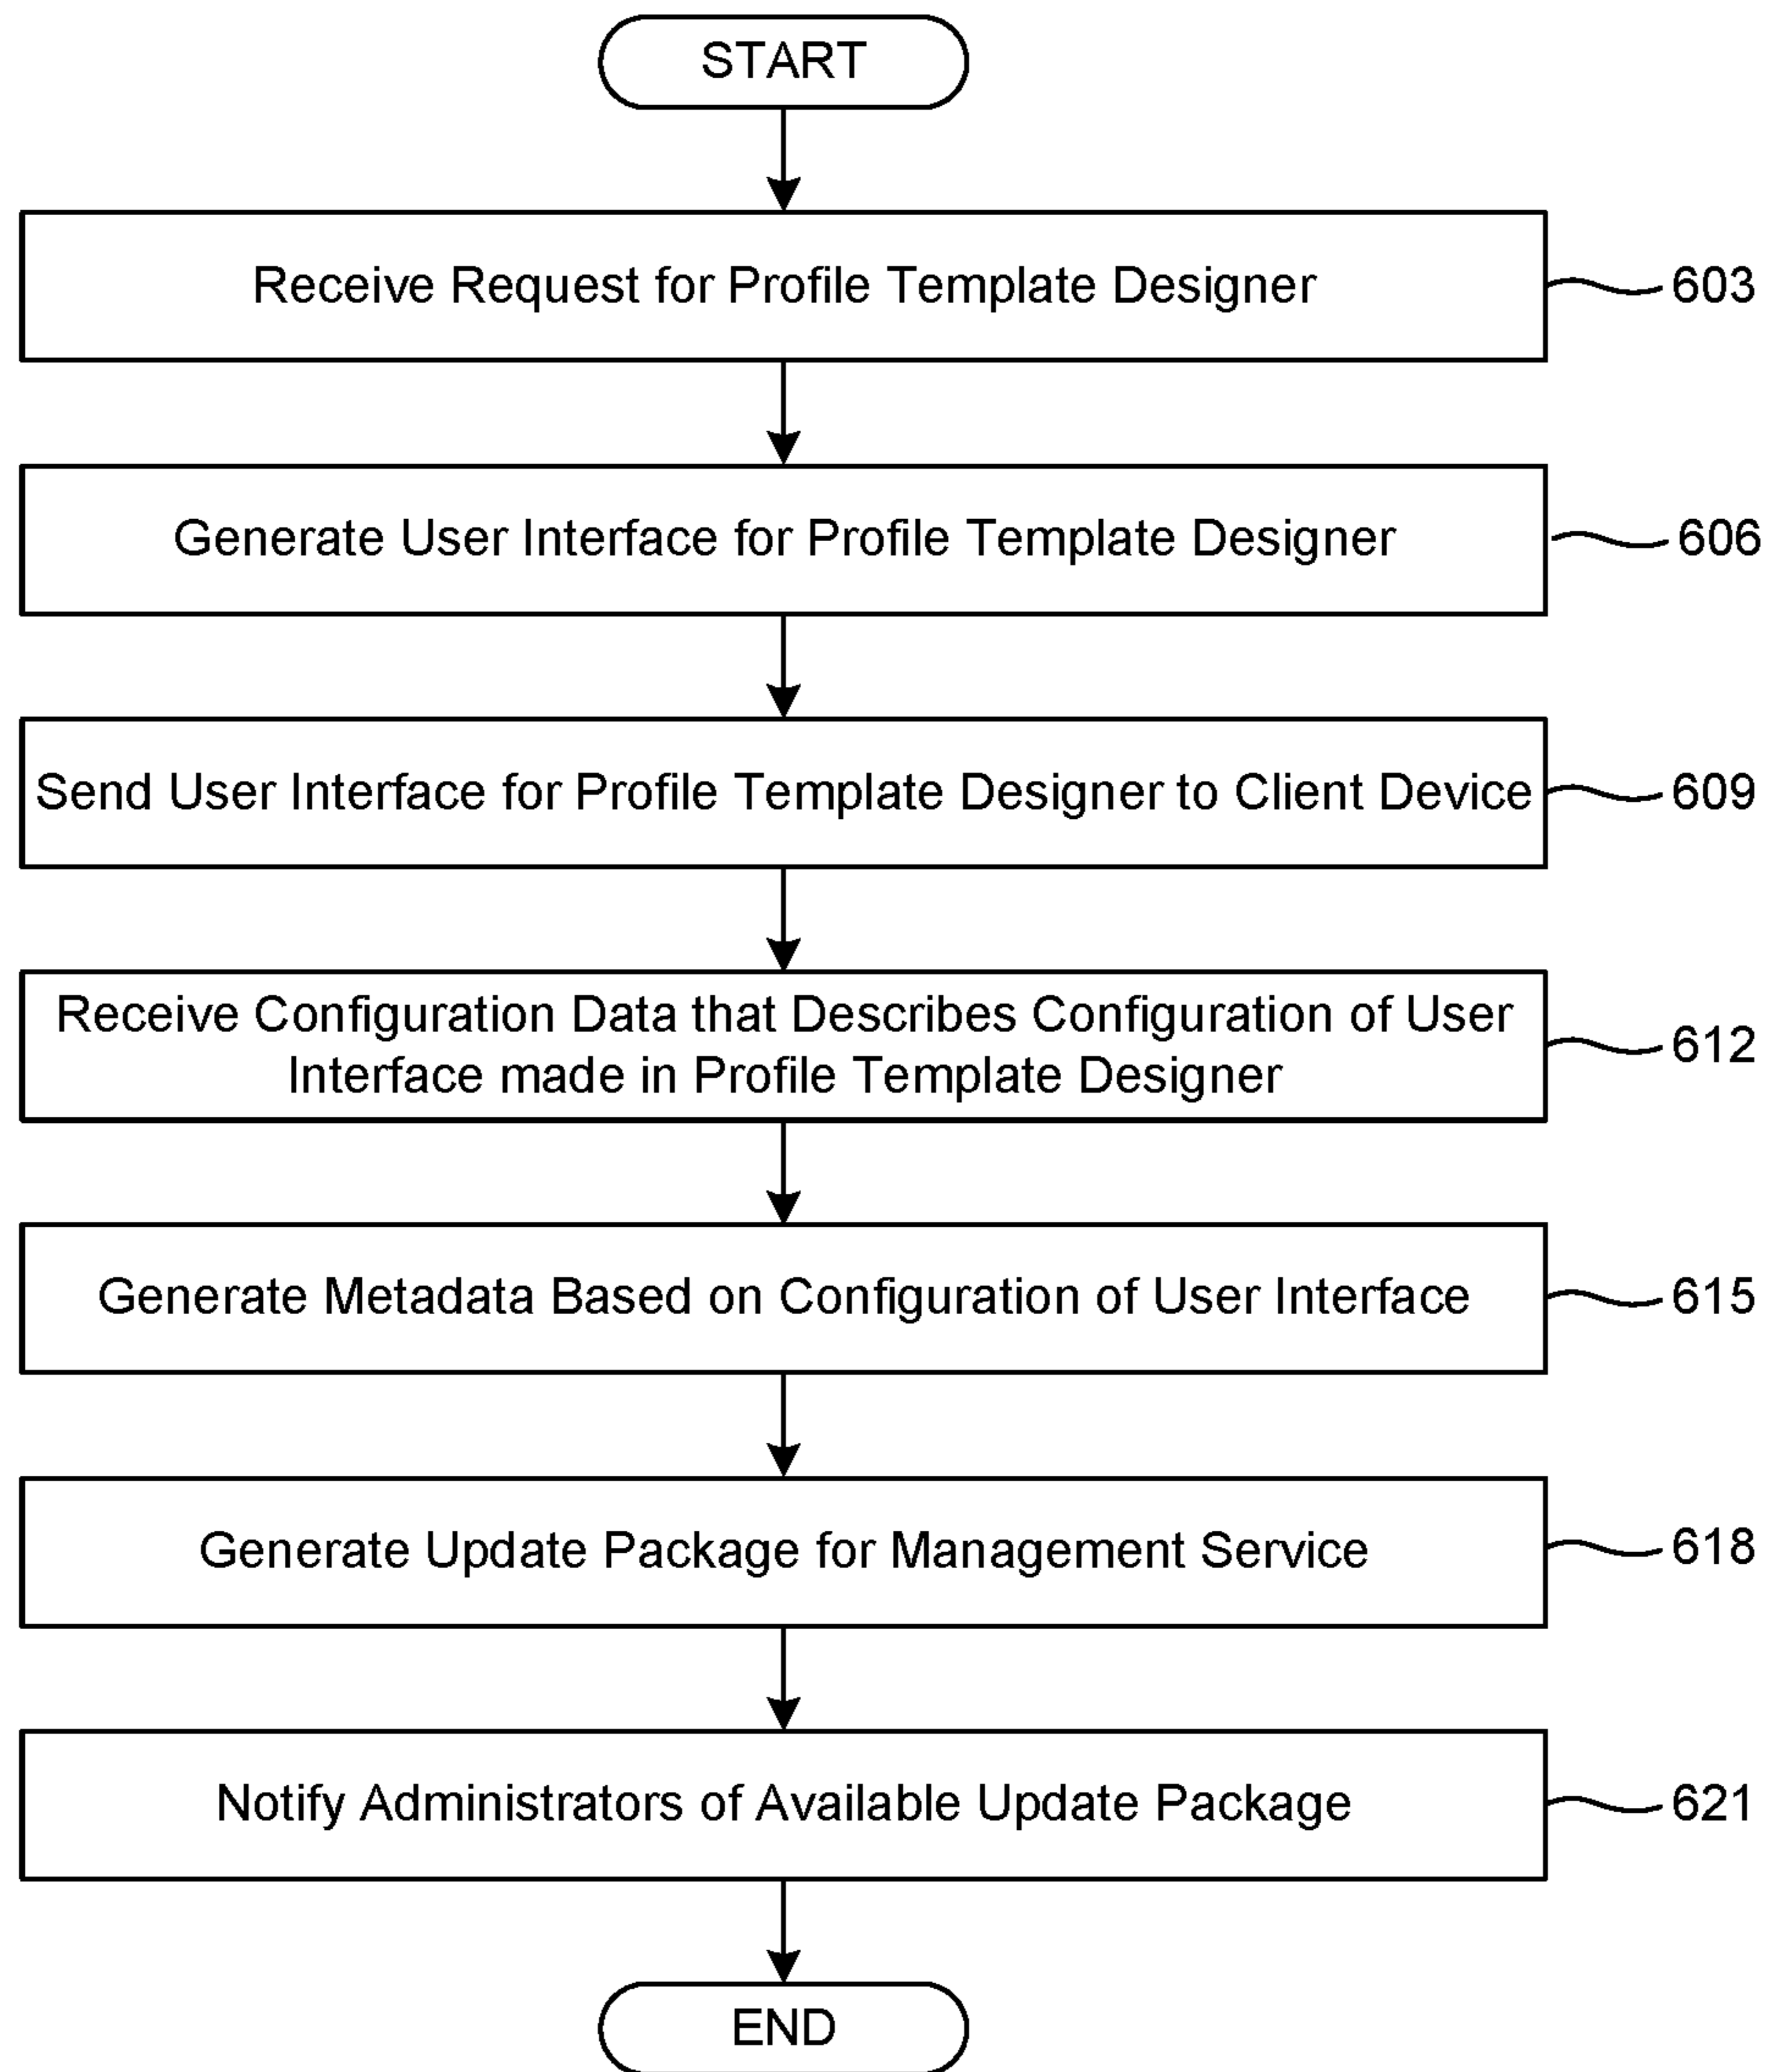 START
Receive Request for Profile Template Designer
603
Generate User Interface for Profile Template Designer
606
Send User Interface for Profile Template Designer to Client Device
609
Receive Configuration Data that Describes Configuration of User
Interface made in Profile Template Designer
612
Generate Metadata Based on Configuration of User Interface
615
Generate Update Package for Management Service
618
Notify Administrators of Available Update Package
621
END